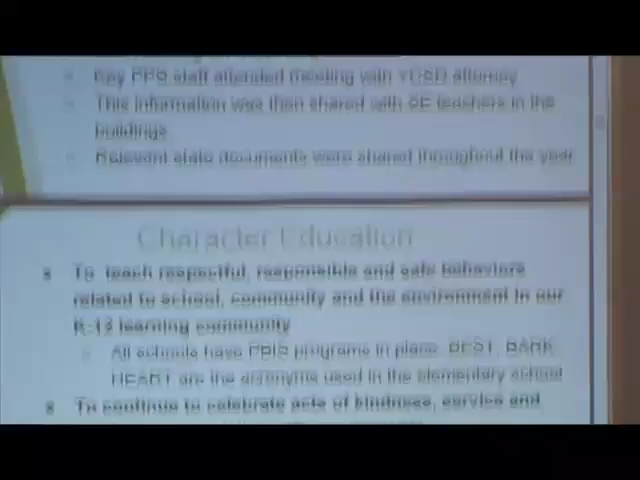 Key PPS staff attended meeting with YCSD attorney
This information was then shared with SE teachers in the
buildings
Relevant state documents were shared throughout the year
Character Education
To teach respectful, responsible and safe behaviors
related to school, community and the environment in our
K-13 learning community
All schools have PBIS programs in place. BEST, BARK,
HEART are the acronyms used in the elementary school
To continue to celebrate acts of kindness, service and